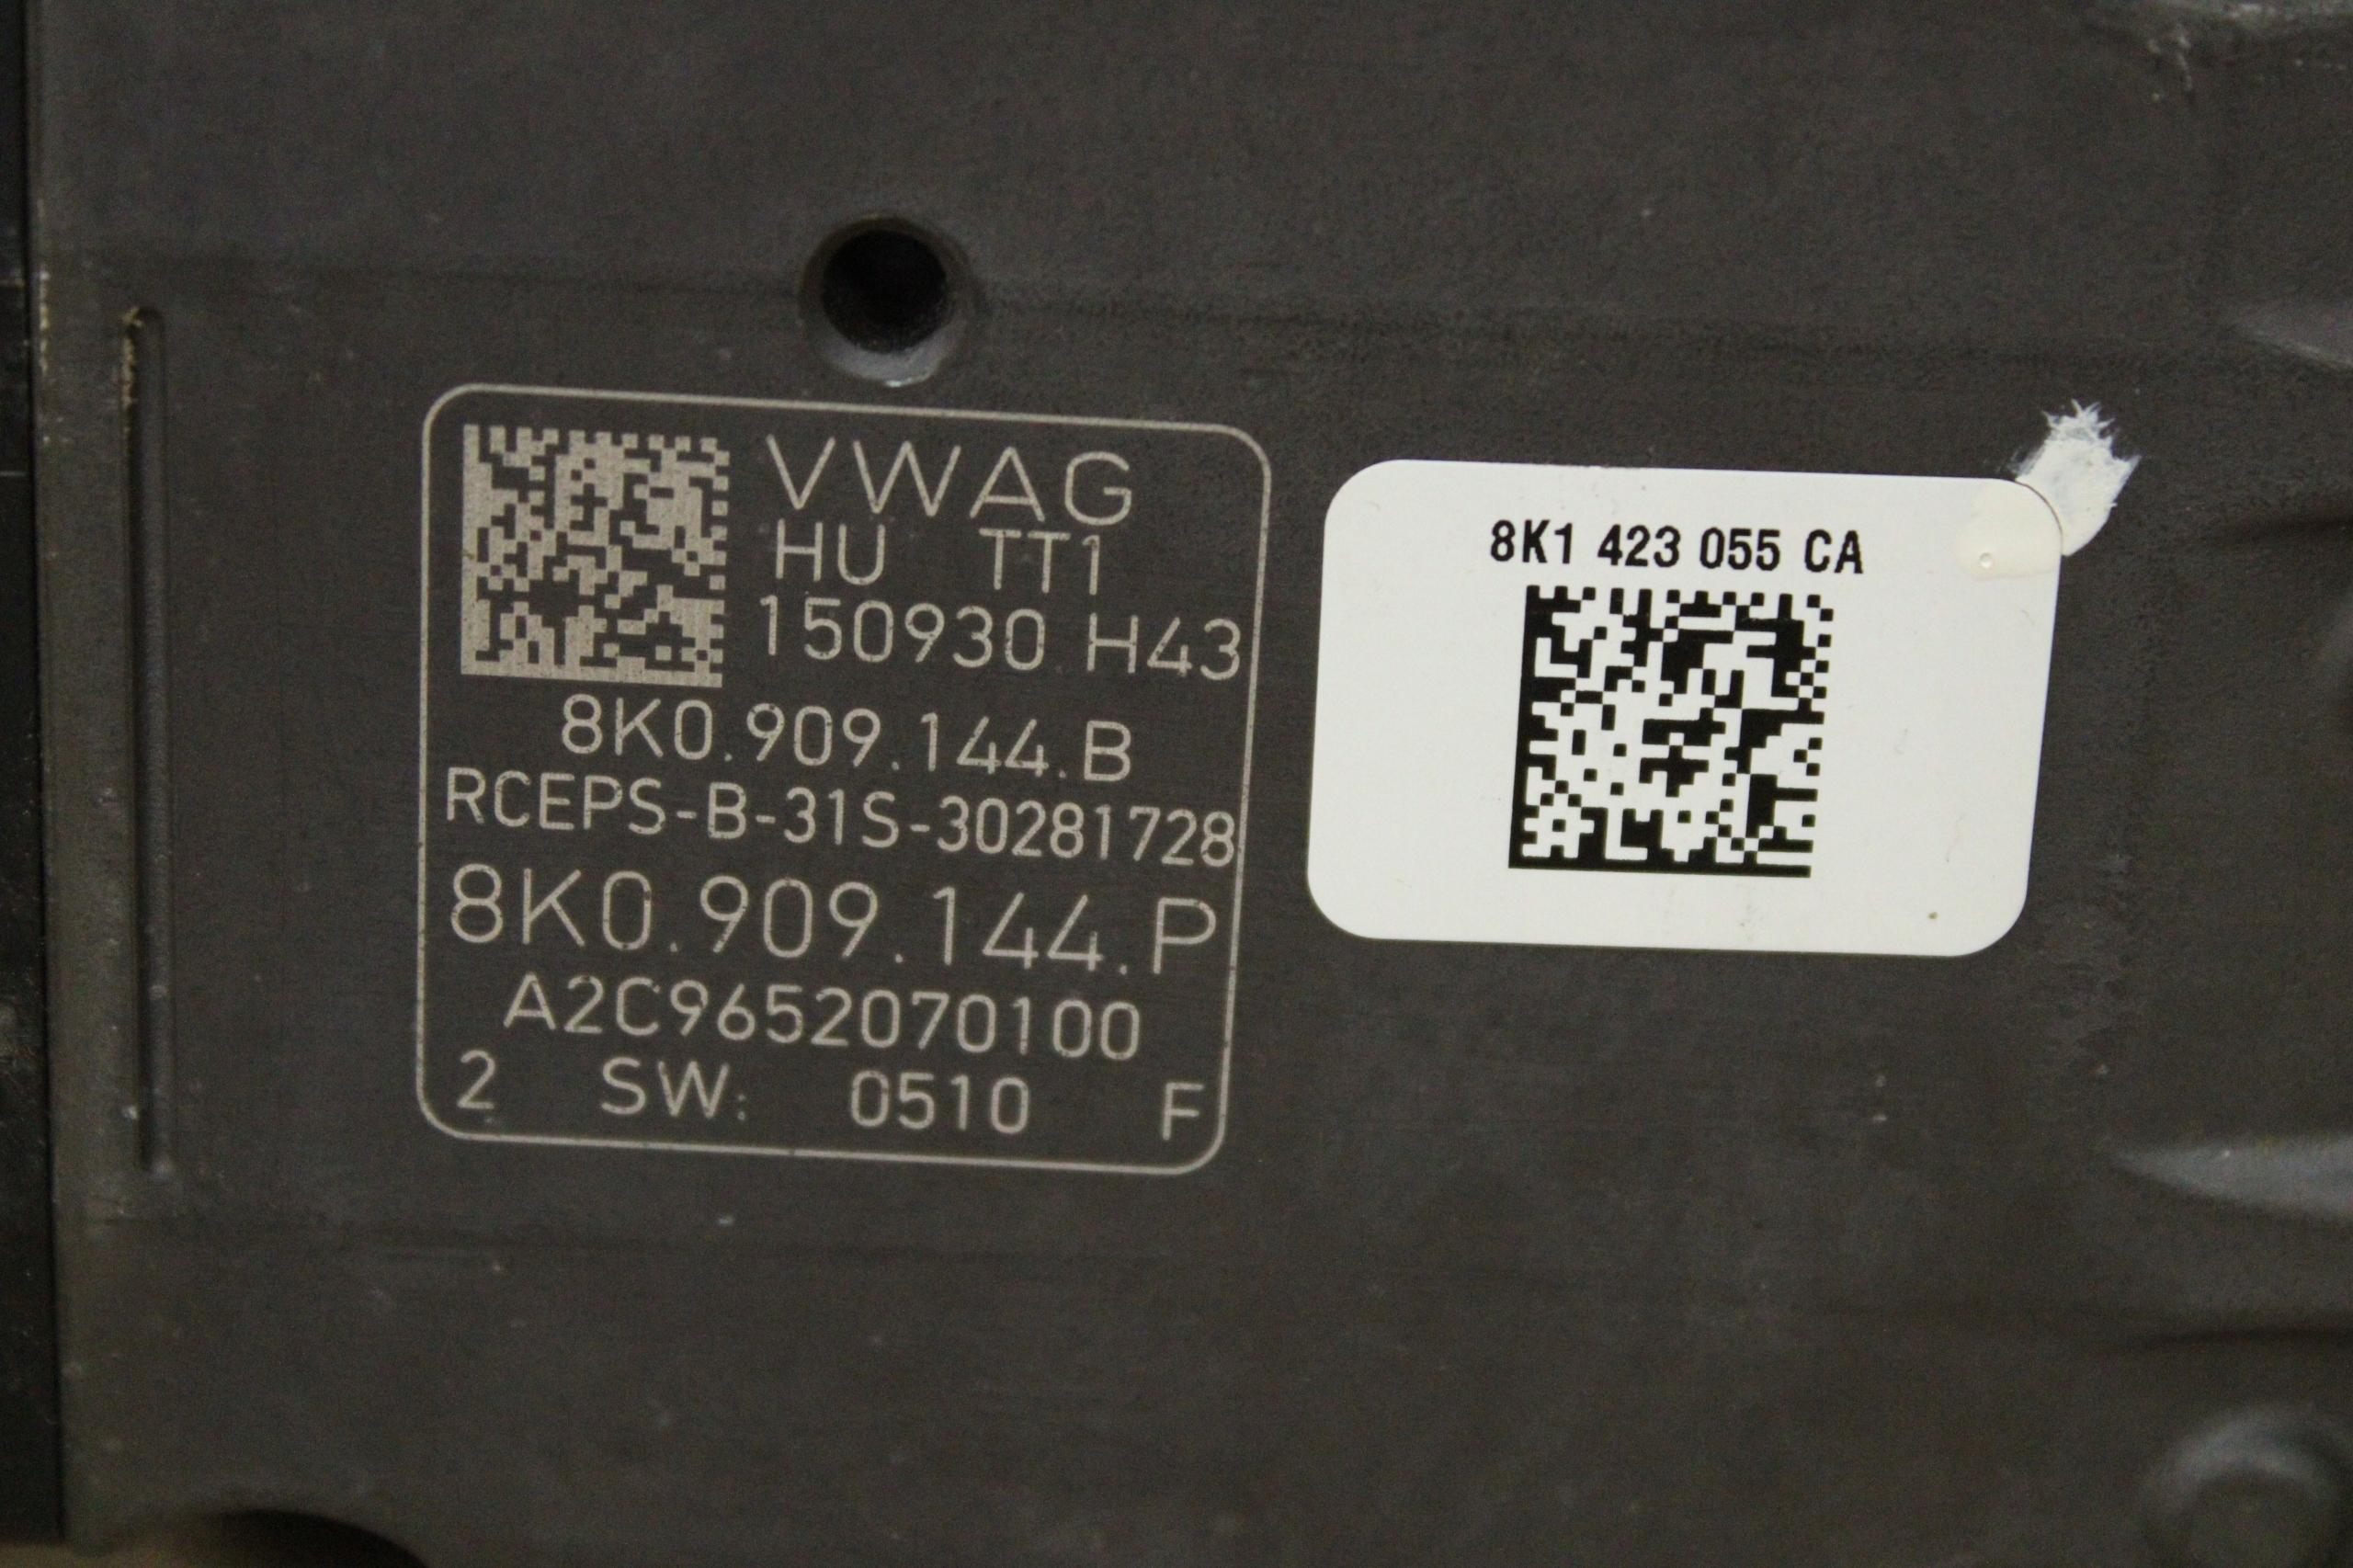 VWAG
HU TT1
150930 H43
8K0.909.144.B
RCEPS-B-31S-30281728
8K0.909.144.P
A2C9652070100
2 SW: 0510 F
8K1 423 055 CA